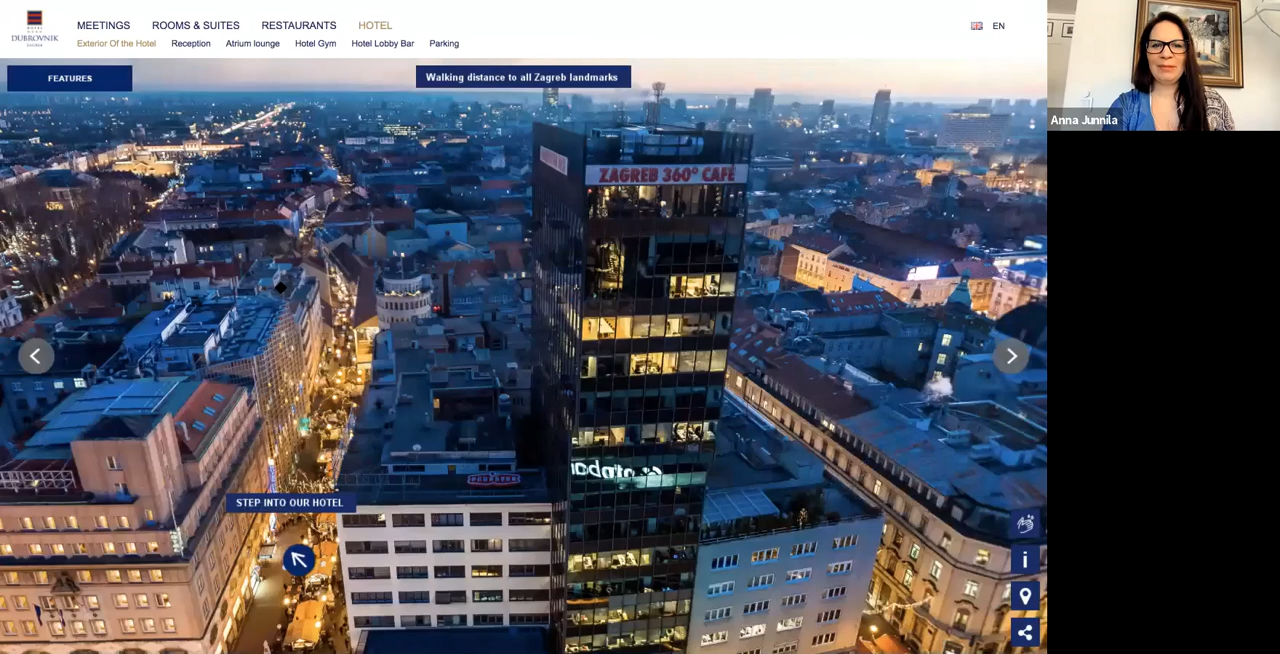 DUBROVNIK
MEETINGS ROOMS & SUITES RESTAURANTS HOTEL
EN
Exterior Of the Hotel Reception Atrium lounge Hotel Gym Hotel Lobby Bar Parking
FEATURES
Walking distance to all Zagreb landmarks
Anna Junnila
ZAGREB 360° CAFÉ
STEP INTO OUR HOTEL
i